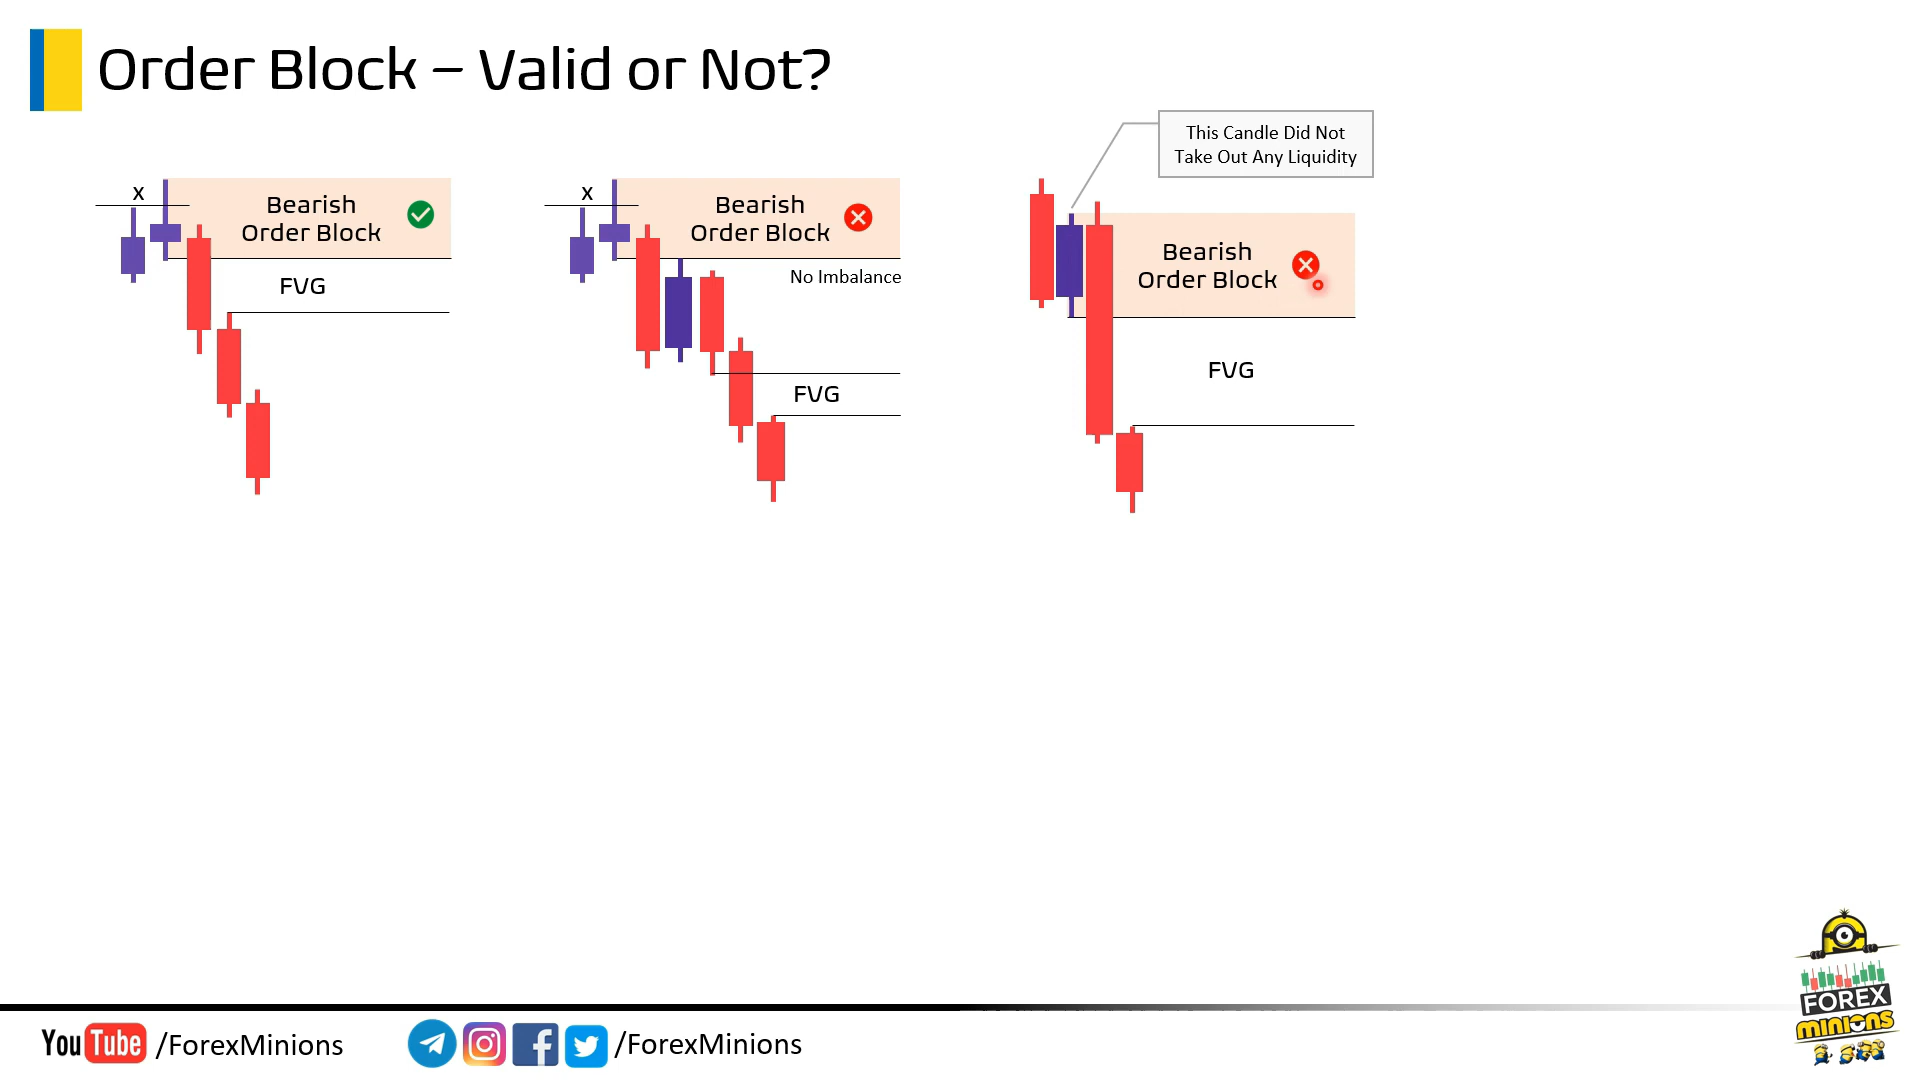 Order Block – Valid or Not?
This Candle Did Not
Take Out Any Liquidity
X
Bearish
Order Block
FVG
X
Bearish
Order Block
No Imbalance
FVG
Bearish
Order Block
FVG
FOREX
MINIONS
YouTube /ForexMinions
/ForexMinions